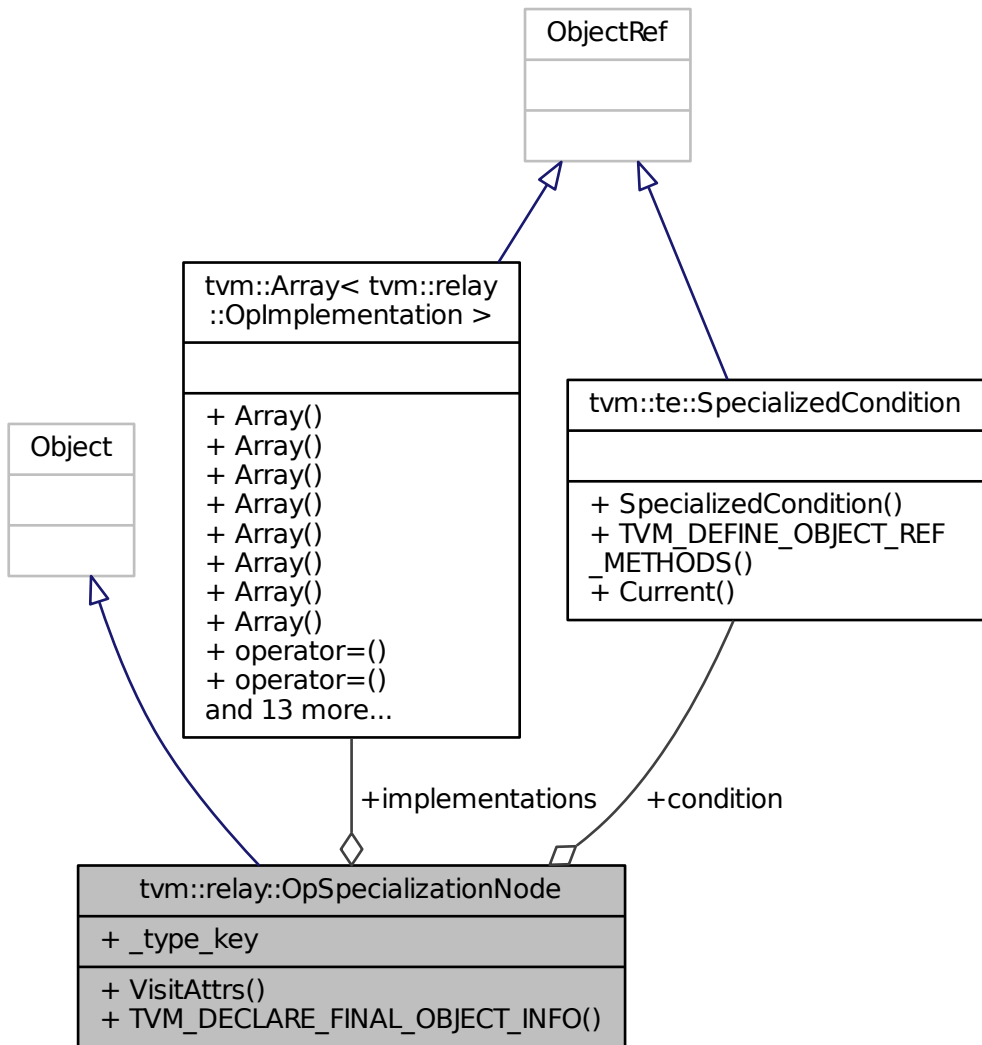 ObjectRef
tvm::Array< tvm::relay
::OpImplementation >
+ Array()
+ Array()
+ Array()
+ Array()
+ Array()
+ Array()
+ Array()
+ Array()
+ operator=()
+ operator=()
and 13 more...
tvm::te::SpecializedCondition
+ SpecializedCondition()
+ TVM_DEFINE_OBJECT_REF
_METHODS()
+ Current()
Object
+implementations
+condition
tvm::relay::OpSpecializationNode
+ _type_key
+ VisitAttrs()
+ TVM_DECLARE_FINAL_OBJECT_INFO()